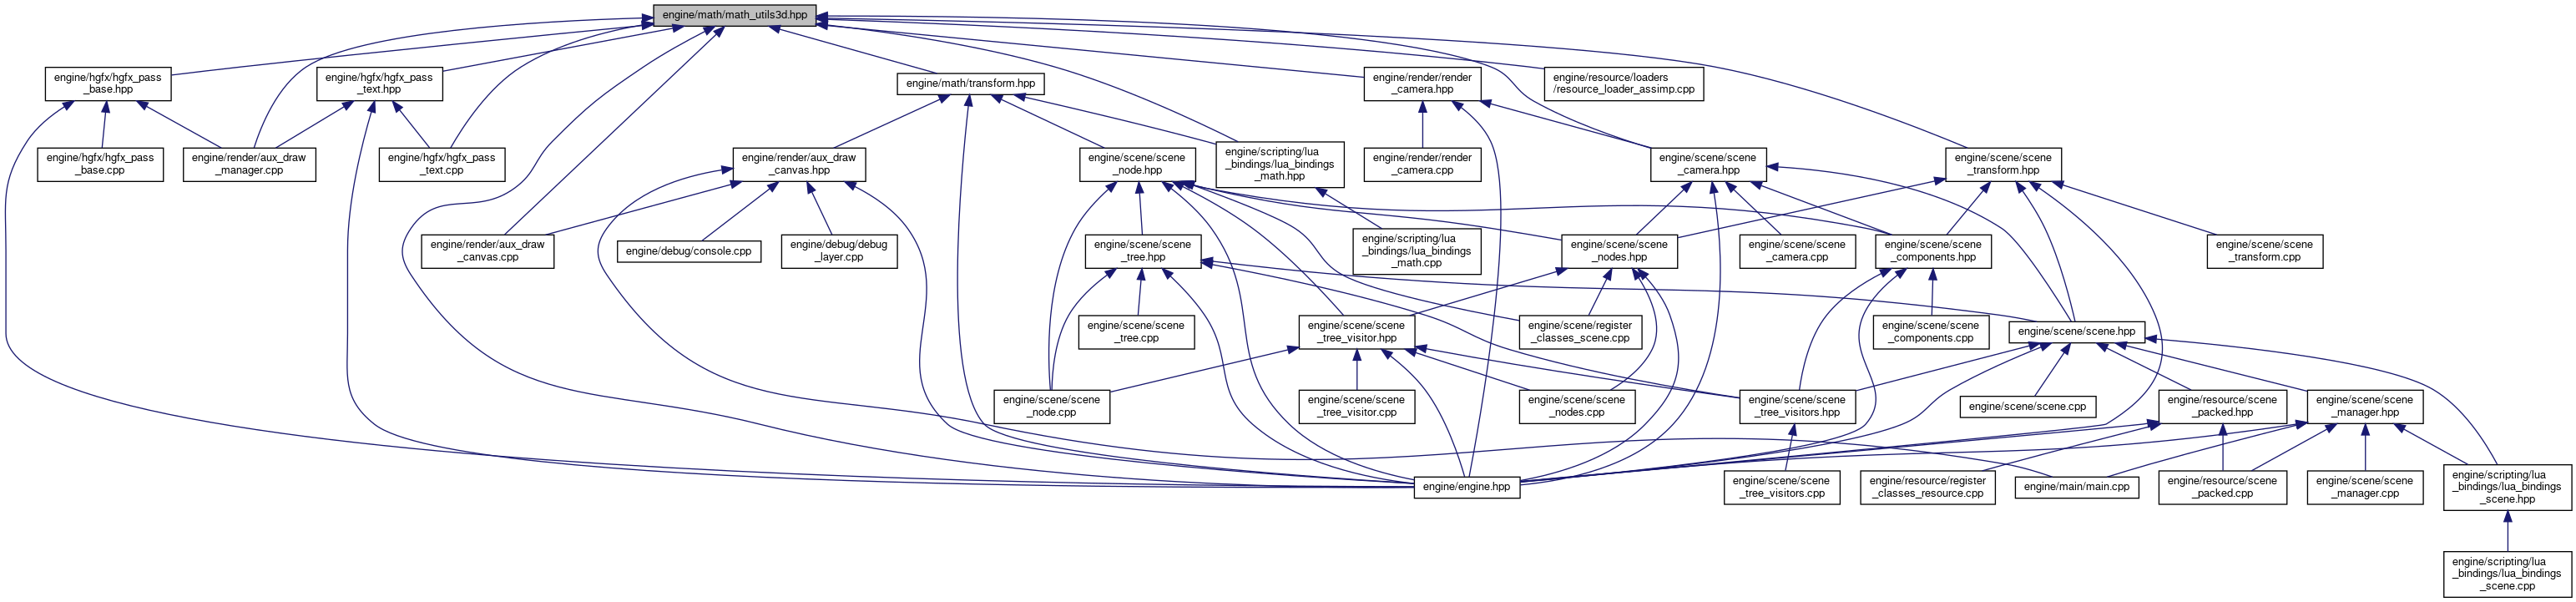 engine/math/math_utils3d.hpp
engine/hgfx/hgfx_pass
_base.hpp
engine/hgfx/hgfx_pass
_text.hpp
engine/math/transform.hpp
engine/render/render
_camera.hpp
engine/resource/loaders
/resource_loader_assimp.cpp
engine/hgfx/hgfx_pass
_base.cpp
engine/render/aux_draw
_manager.cpp
engine/hgfx/hgfx_pass
_text.cpp
engine/render/aux_draw
_canvas.hpp
engine/scene/scene
_node.hpp
engine/scripting/lua
_bindings/lua_bindings
_math.hpp
engine/render/render
_camera.cpp
engine/scene/scene
_camera.hpp
engine/scene/scene
_transform.hpp
engine/render/aux_draw
_canvas.cpp
engine/debug/console.cpp
engine/debug/debug
_layer.cpp
engine/scene/scene
_tree.hpp
engine/scripting/lua
_bindings/lua_bindings
_math.cpp
engine/scene/scene
_nodes.hpp
engine/scene/scene
_camera.cpp
engine/scene/scene
_components.hpp
engine/scene/scene
_transform.cpp
engine/scene/scene
_tree.cpp
engine/scene/scene
_tree_visitor.hpp
engine/scene/register
_classes_scene.cpp
engine/scene/scene
_components.cpp
engine/scene/scene.hpp
engine/scene/scene
_node.cpp
engine/scene/scene
_tree_visitor.cpp
engine/scene/scene
_nodes.cpp
engine/scene/scene
_tree_visitors.hpp
engine/scene/scene.cpp
engine/resource/scene
_packed.hpp
engine/scene/scene
_manager.hpp
engine/engine.hpp
engine/scene/scene
_tree_visitors.cpp
engine/resource/register
_classes_resource.cpp
engine/main/main.cpp
engine/resource/scene
_packed.cpp
engine/scene/scene
_manager.cpp
engine/scripting/lua
_bindings/lua_bindings
_scene.hpp
engine/scripting/lua
_bindings/lua_bindings
_scene.cpp